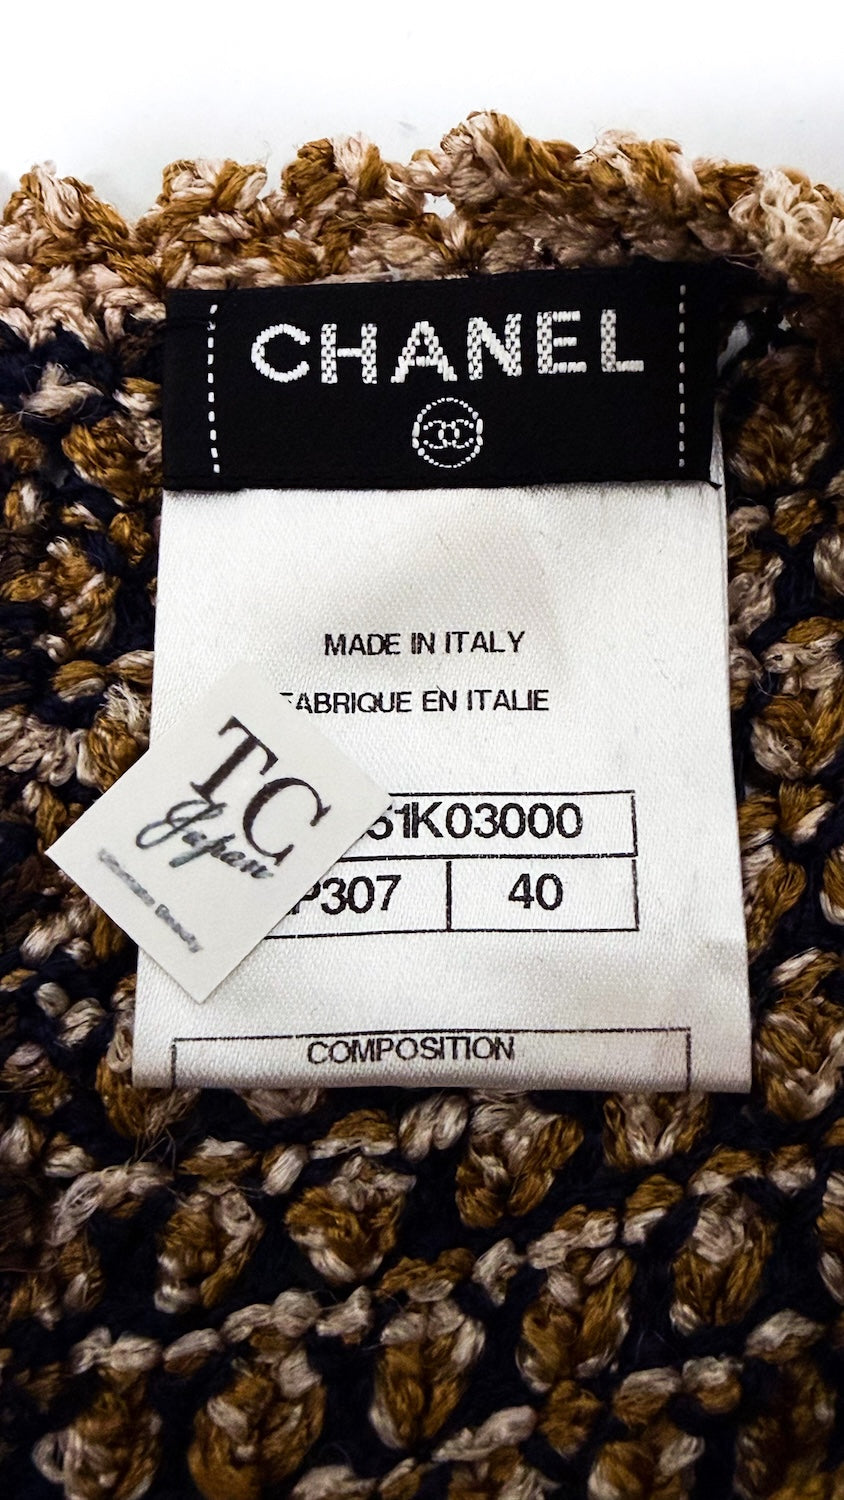 CHANEL
MADE IN ITALY
FABRIQUE EN ITALIE
51K03000
P307 40
TC
Japan
COMPOSITION